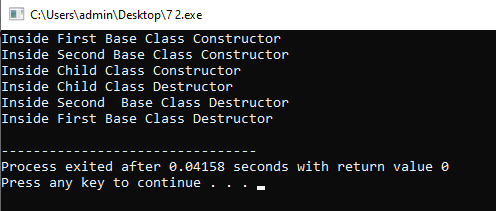 C:\Users\admin\Desktop\7 2.exe
Inside First Base Class Constructor
Inside Second Base Class Constructor
Inside Child Class Constructor
Inside Child Class Destructor
Inside Second  Base Class Destructor
Inside First Base Class Destructor
--------------------------------
Process exited after 0.04158 seconds with return value 0
Press any key to continue . . .